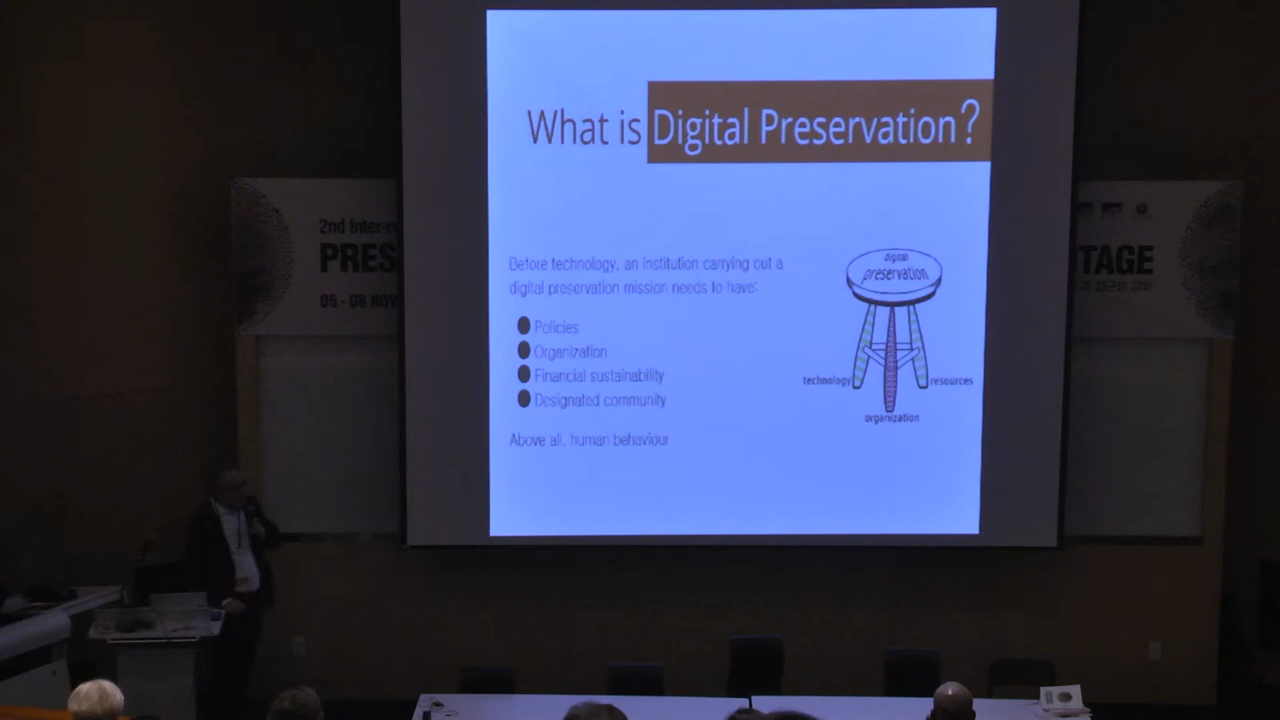 What is Digital Preservation?
Before technology, an institution carrying out a
digital preservation mission needs to have:
Policies
Organization
Financial sustainability
Designated community
Above all, human behaviour
digital
preservation
technology
resources
organization
2nd Inter-n
PRES
05 - 08 NOV
ITAGE